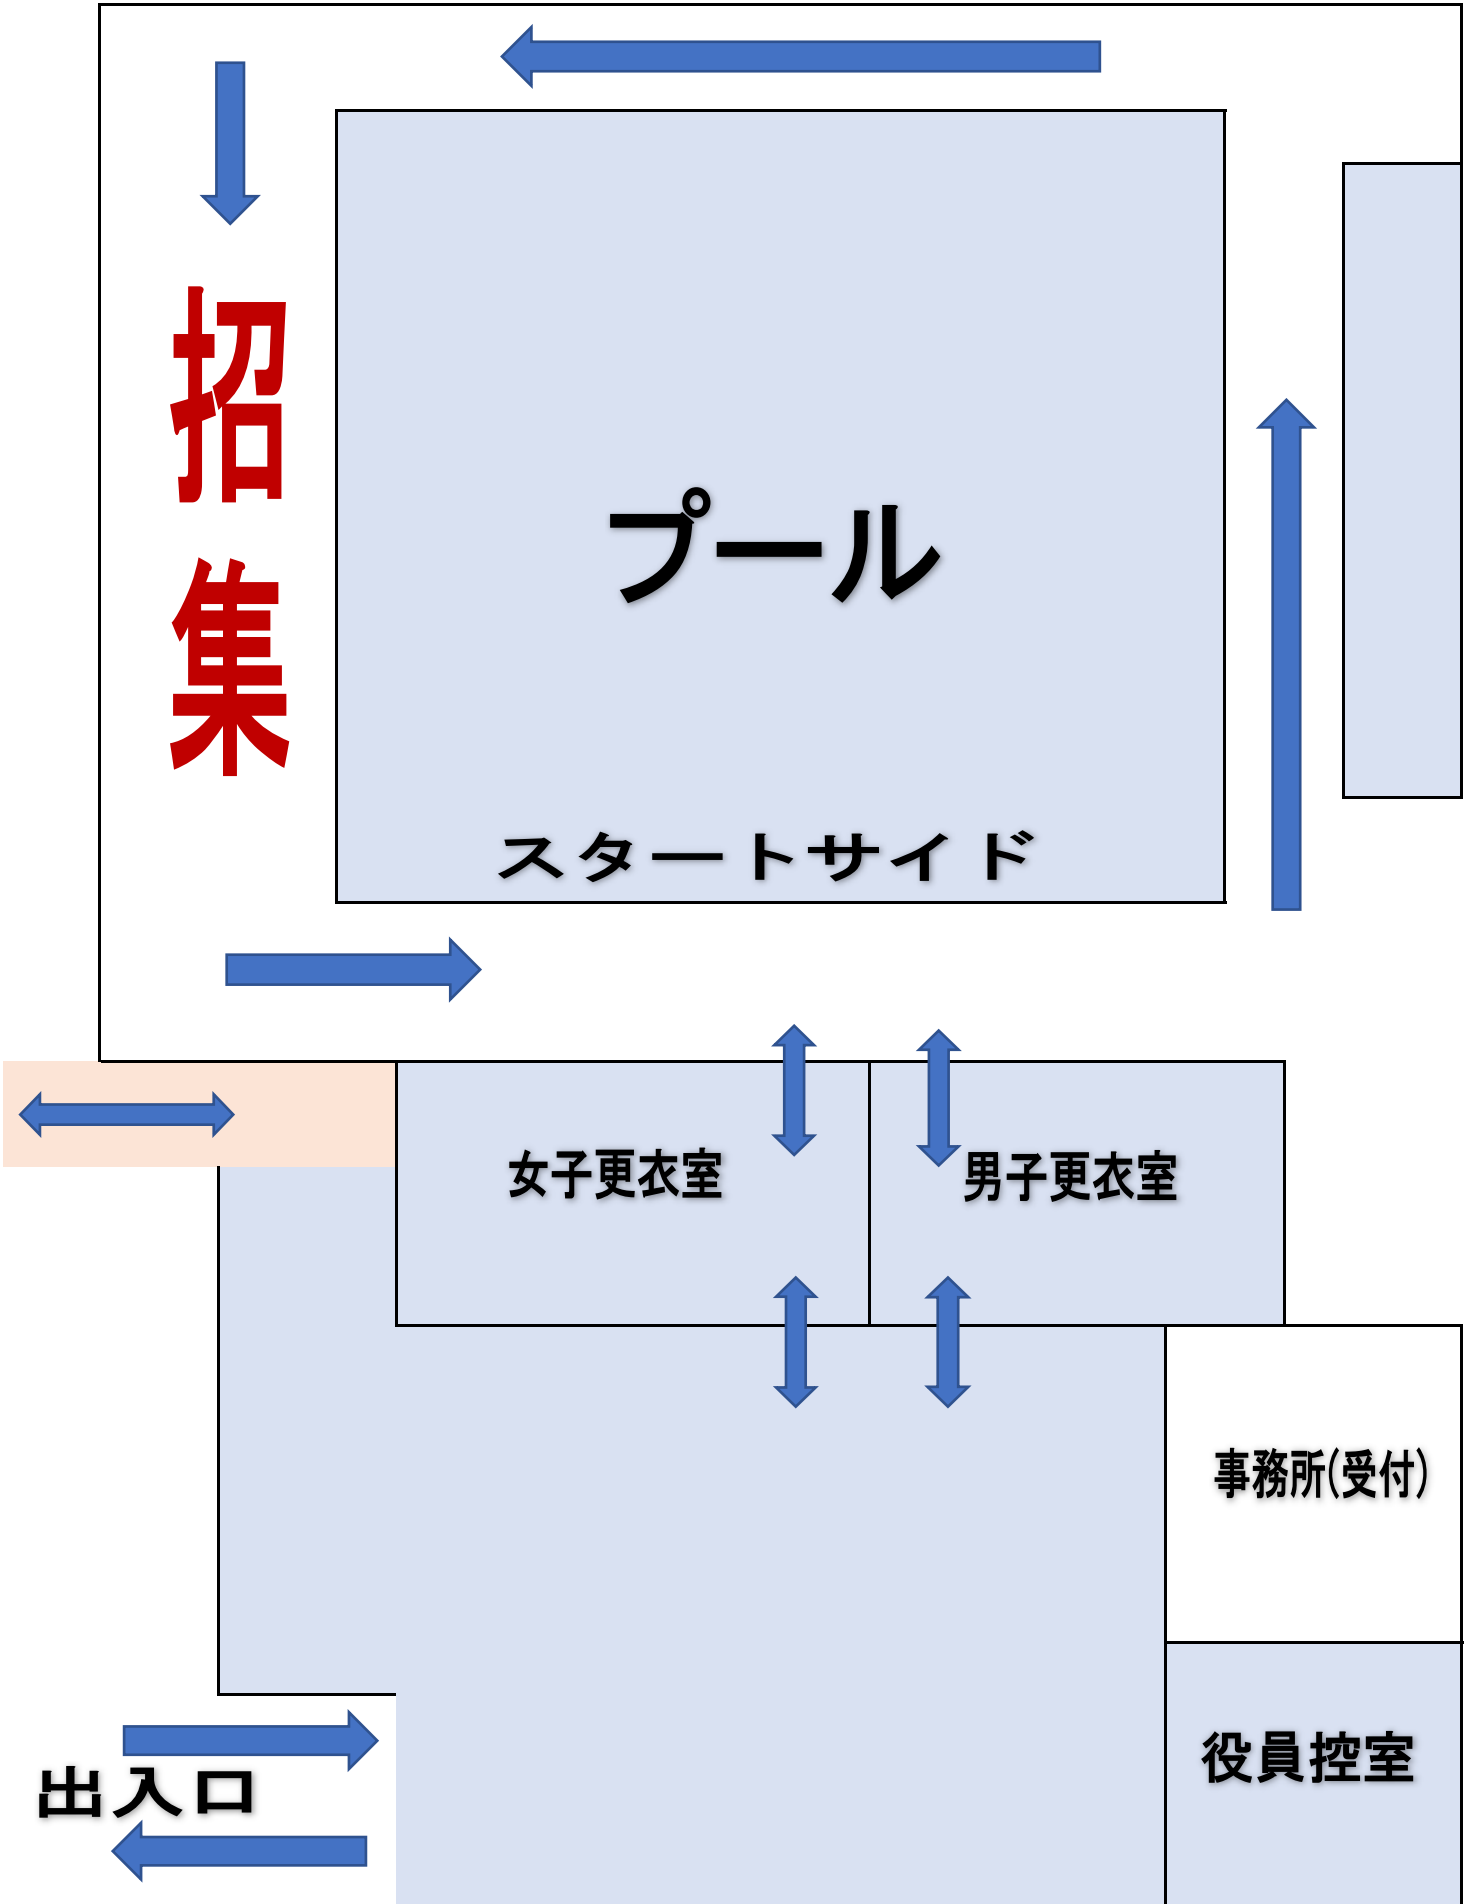 招集
プール
スタートサイド
女子更衣室
男子更衣室
事務所(受付)
役員控室
出入口